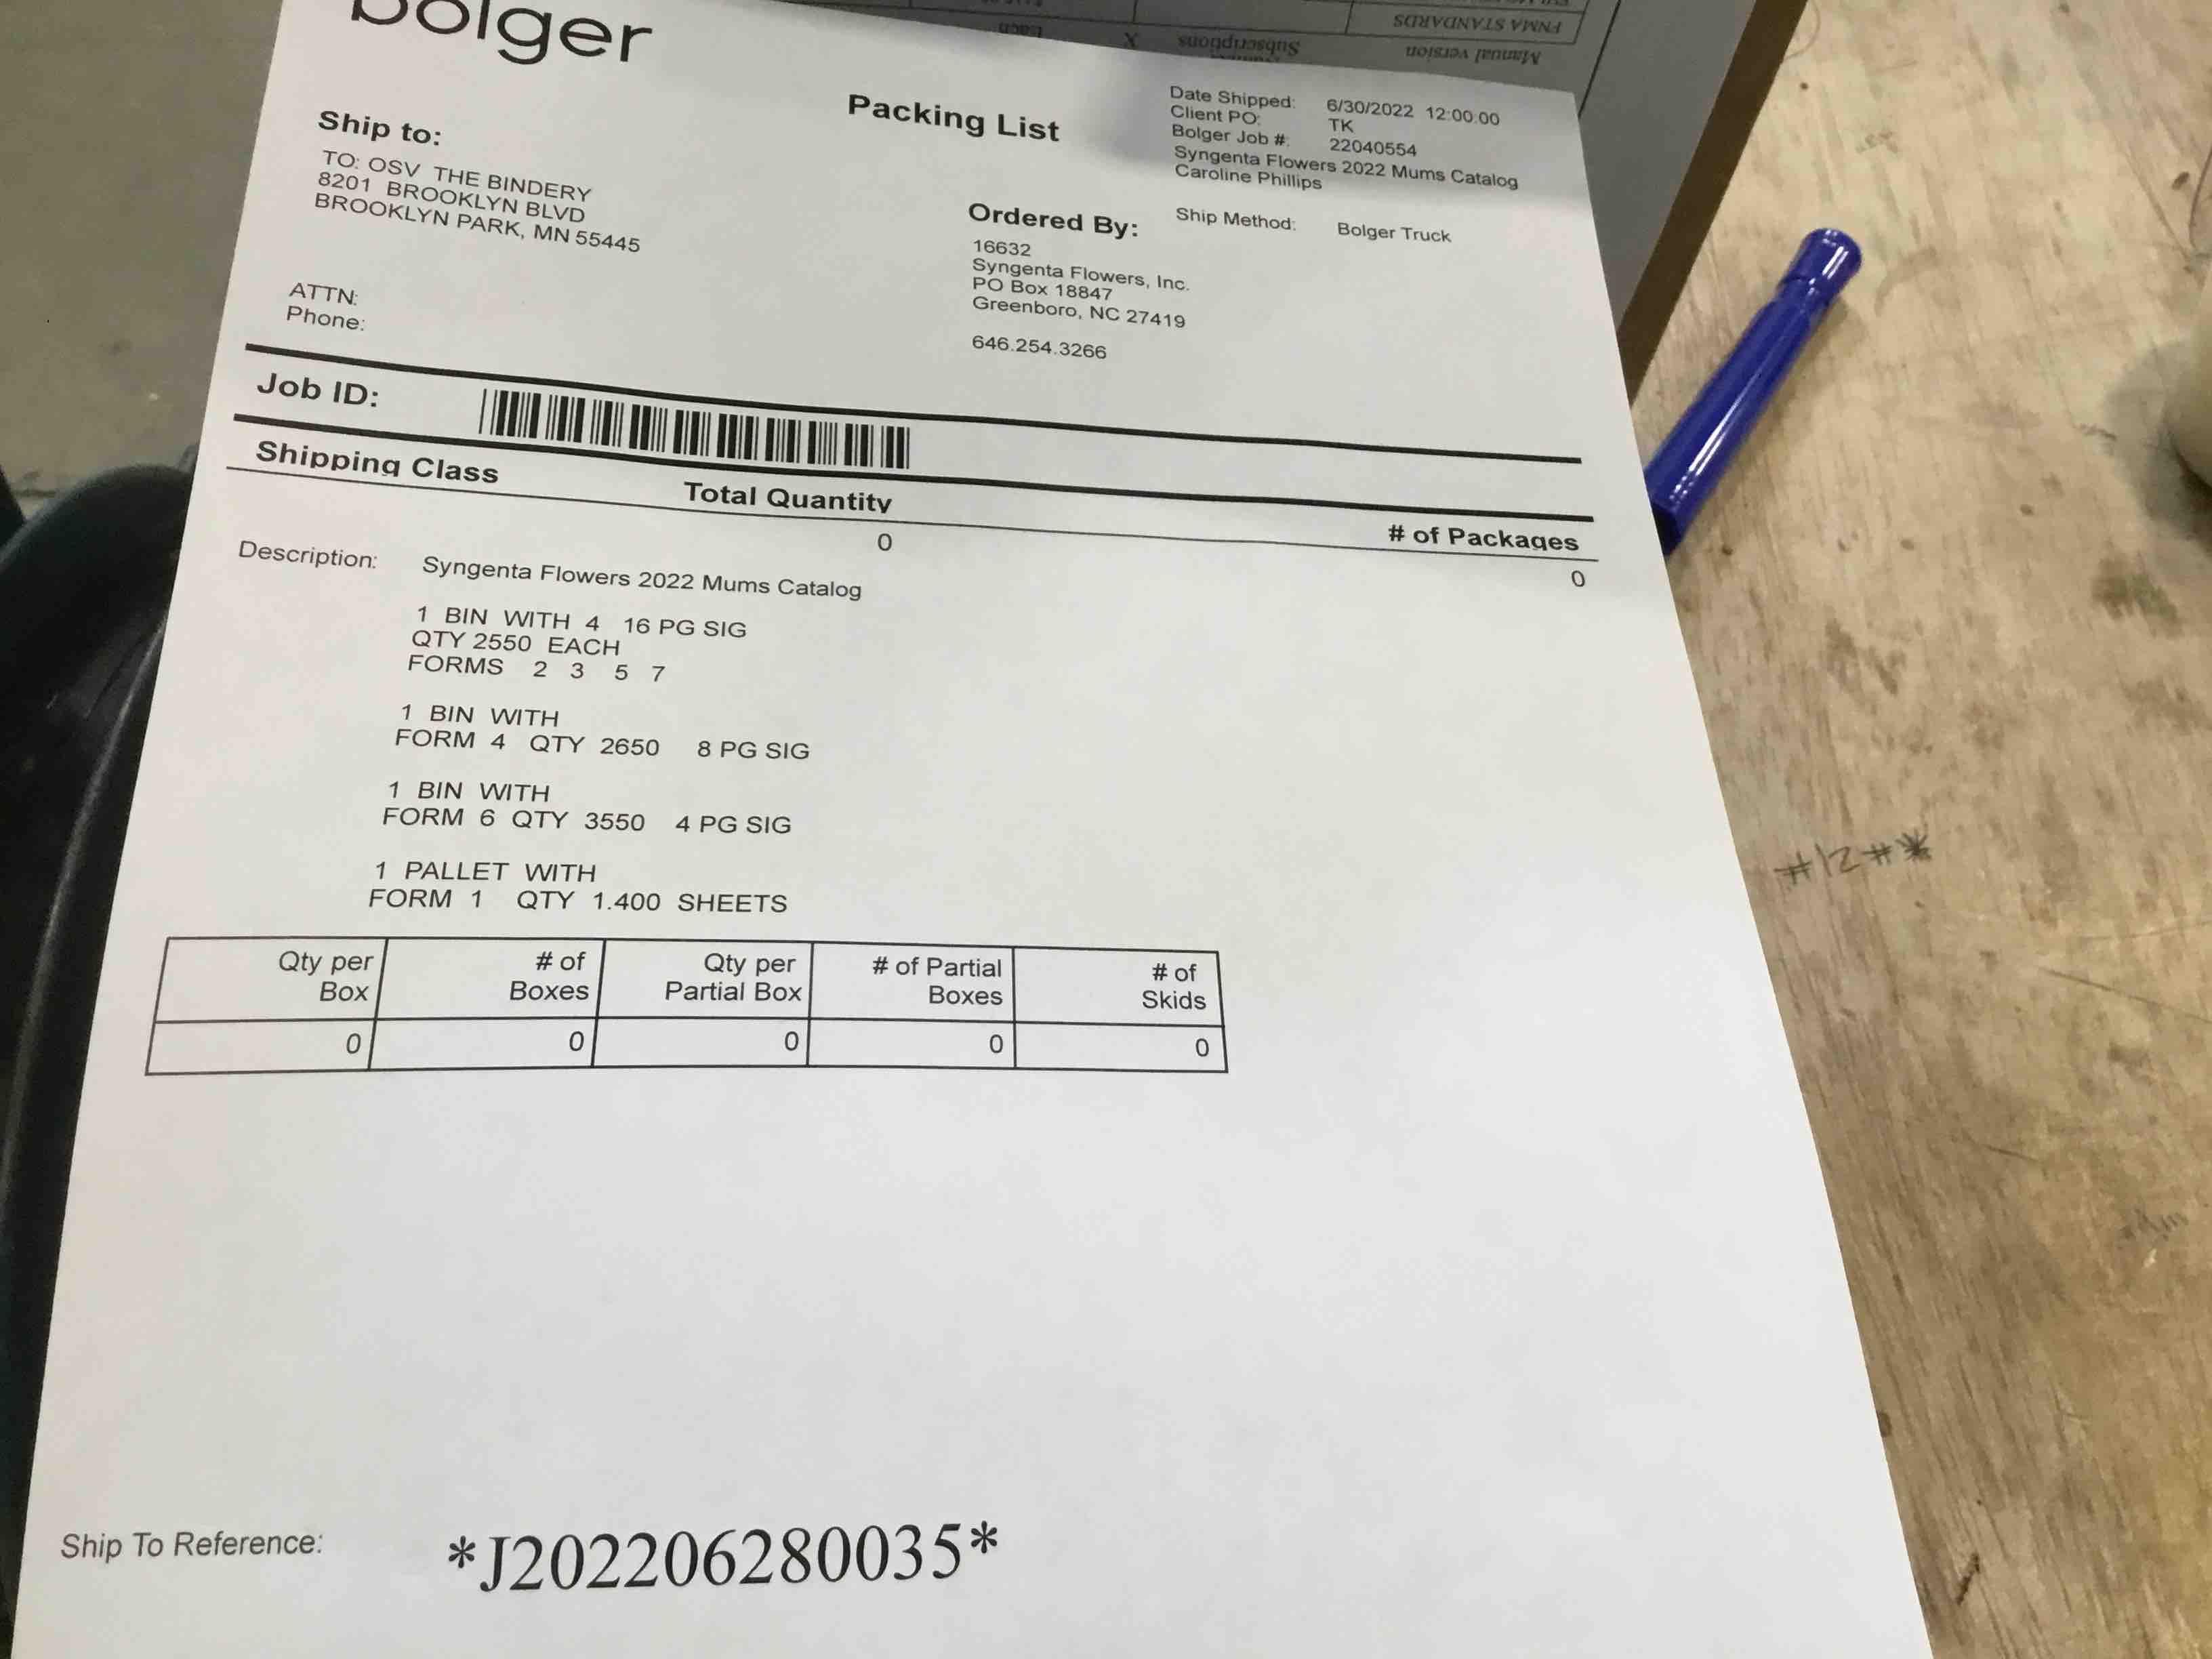 bolger
Packing List
Date Shipped: 6/30/2022 12:00.00
Client PO: TK
Bolger Job #: 22040554
Syngenta Flowers 2022 Mums Catalog
Caroline Phillips
Ship Method: Bolger Truck
Ship to:
TO: OSV THE BINDERY
8201 BROOKLYN BLVD
BROOKLYN PARK, MN 55445
ATTN:
Phone:
Ordered By:
16632
Syngenta Flowers, Inc.
PO Box 18847
Greenboro, NC 27419
646.254.3266
Job ID:
Shipping Class Total Quantity # of Packages
0 0
Description: Syngenta Flowers 2022 Mums Catalog
1 BIN WITH 4 16 PG SIG
QTY 2550 EACH
FORMS 2 3 5 7
1 BIN WITH
FORM 4 QTY 2650 8 PG SIG
1 BIN WITH
FORM 6 QTY 3550 4 PG SIG
1 PALLET WITH
FORM 1 QTY 1.400 SHEETS
Qty per Box # of Boxes Qty per Partial Box # of Partial Boxes # of Skids
0 0 0 0 0
Ship To Reference: *J202206280035*
Manual version
FNMA STANDARDS
Subscriptions X Each